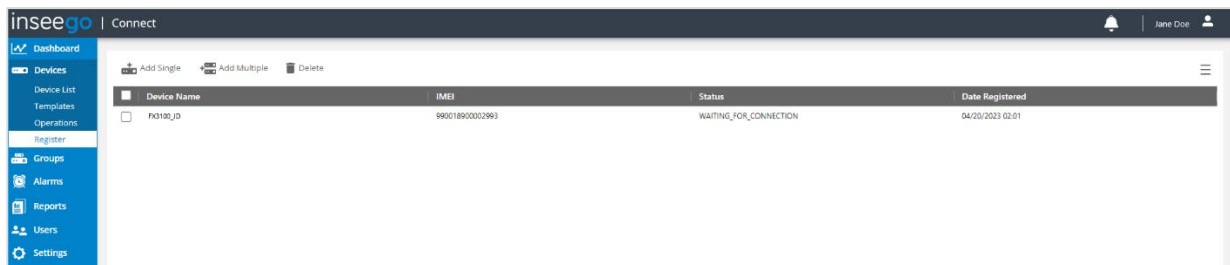 inseego | Connect
Jane Doe
Dashboard
Devices
Device List
Templates
Operations
Register
Groups
Alarms
Reports
Users
Settings
Add Single Add Multiple Delete
Device Name IMEI Status Date Registered
FX3100_JD 990018900002993 WAITING_FOR_CONNECTION 04/20/2023 02:01